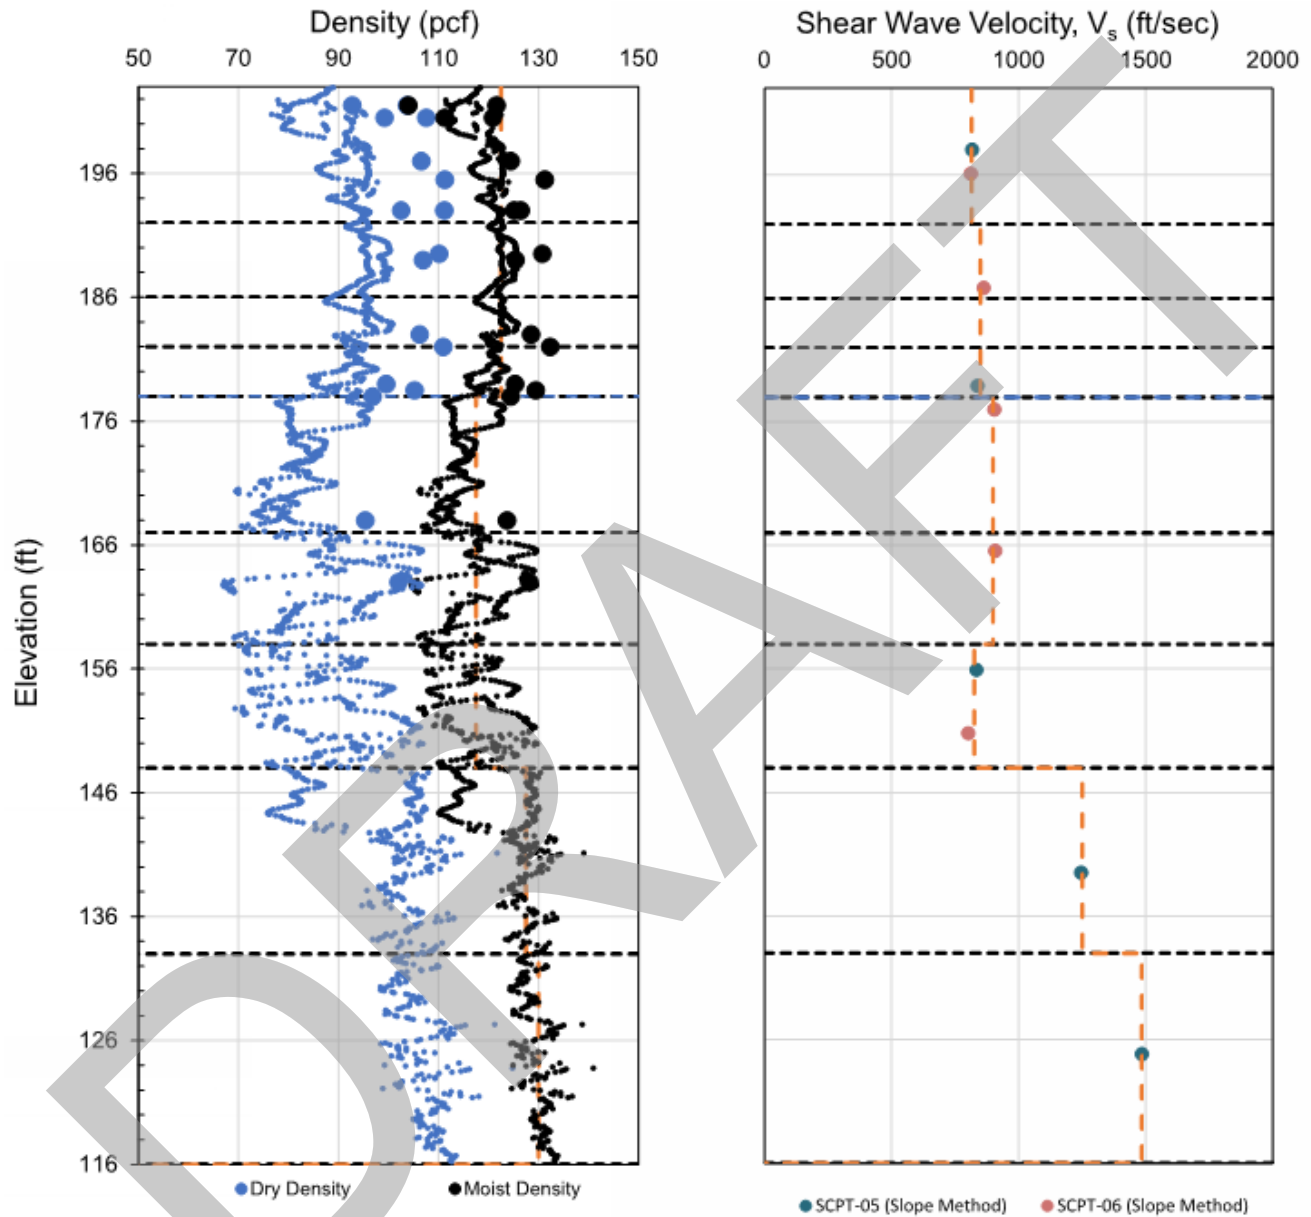 Density (pcf)
50 70 90 110 130 150
Shear Wave Velocity, Vs (ft/sec)
0 500 1000 1500 2000
Elevation (ft)
196
186
176
166
156
146
136
126
116
Dry Density
Moist Density
SCPT-05 (Slope Method)
SCPT-06 (Slope Method)
DRAFT